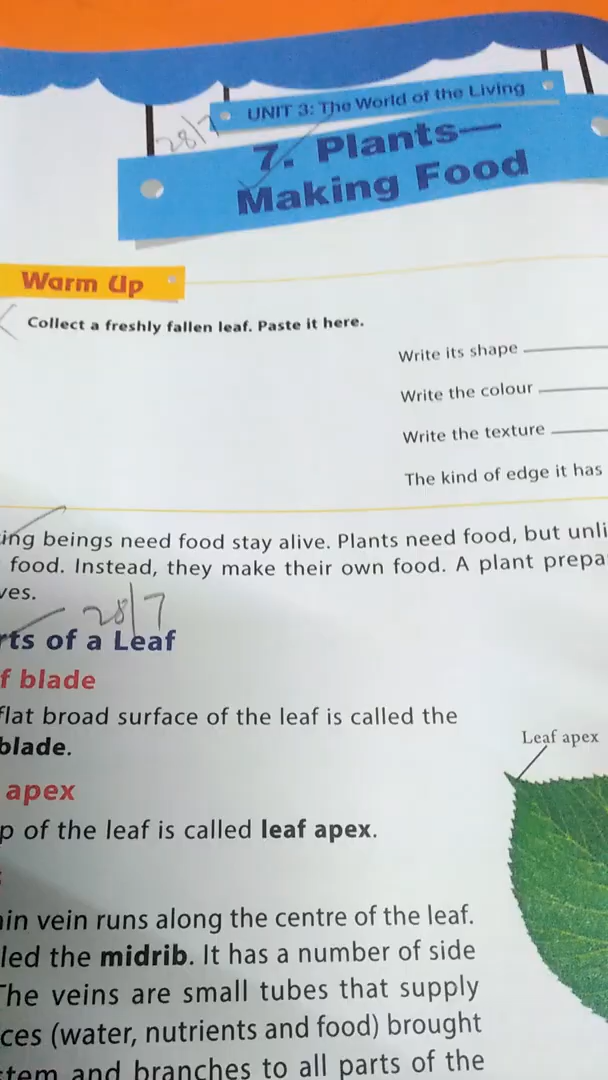 UNIT 3: The World of the Living
28/7
7. Plants—
Making Food
Warm Up
Collect a freshly fallen leaf. Paste it here.
Write its shape
Write the colour
Write the texture
The kind of edge it has
ing beings need food stay alive. Plants need food, but unli
food. Instead, they make their own food. A plant prepa
ves.
28/7
rts of a Leaf
f blade
flat broad surface of the leaf is called the
blade.
Leaf apex
apex
p of the leaf is called leaf apex.
in vein runs along the centre of the leaf.
led the midrib. It has a number of side
The veins are small tubes that supply
ces (water, nutrients and food) brought
tem and branches to all parts of the